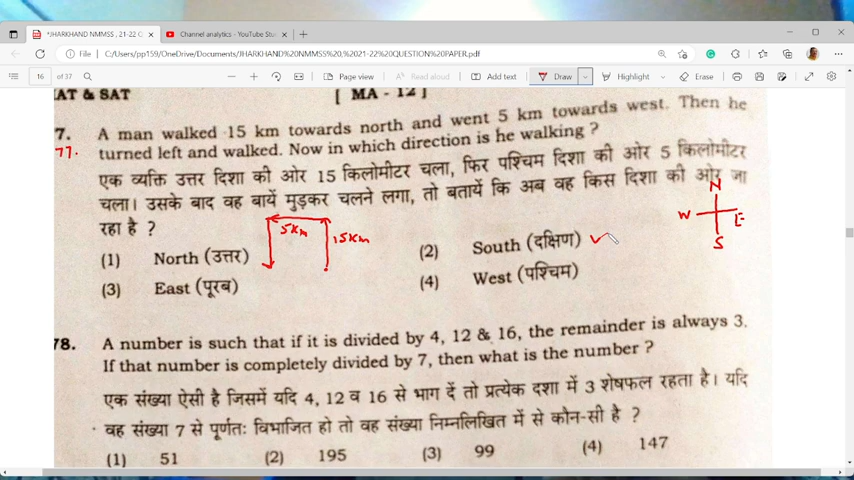 *JHARKHAND NMMSS , 21-22 Q
Channel analytics - YouTube Stu
File
C:/Users/pp159/OneDrive/Documents/JHARKHAND%20NMMSS%20,%2021-22%20QUESTION%20PAPER.pdf
16 of 37
Page view
Read aloud
Add text
Draw
Highlight
Erase
AT & SAT [ MA - 12 ]
7. A man walked 15 km towards north and went 5 km towards west. Then he
77. turned left and walked. Now in which direction is he walking ?
एक व्यक्ति उत्तर दिशा की ओर 15 किलोमीटर चला, फिर पश्चिम दिशा की ओर 5 किलोमीटर
चला। उसके बाद वह बायें मुड़कर चलने लगा, तो बतायें कि अब वह किस दिशा की ओर जा
रहा है ?
N
W E
S
5km 15km
(1) North (उत्तर) (2) South (दक्षिण)
(3) East (पूरब) (4) West (पश्चिम)
78. A number is such that if it is divided by 4, 12 & 16, the remainder is always 3.
If that number is completely divided by 7, then what is the number ?
एक संख्या ऐसी है जिसमें यदि 4, 12 व 16 से भाग दें तो प्रत्येक दशा में 3 शेषफल रहता है। यदि
वह संख्या 7 से पूर्णतः विभाजित हो तो वह संख्या निम्नलिखित में से कौन-सी है ?
(1) 51 (2) 195 (3) 99 (4) 147